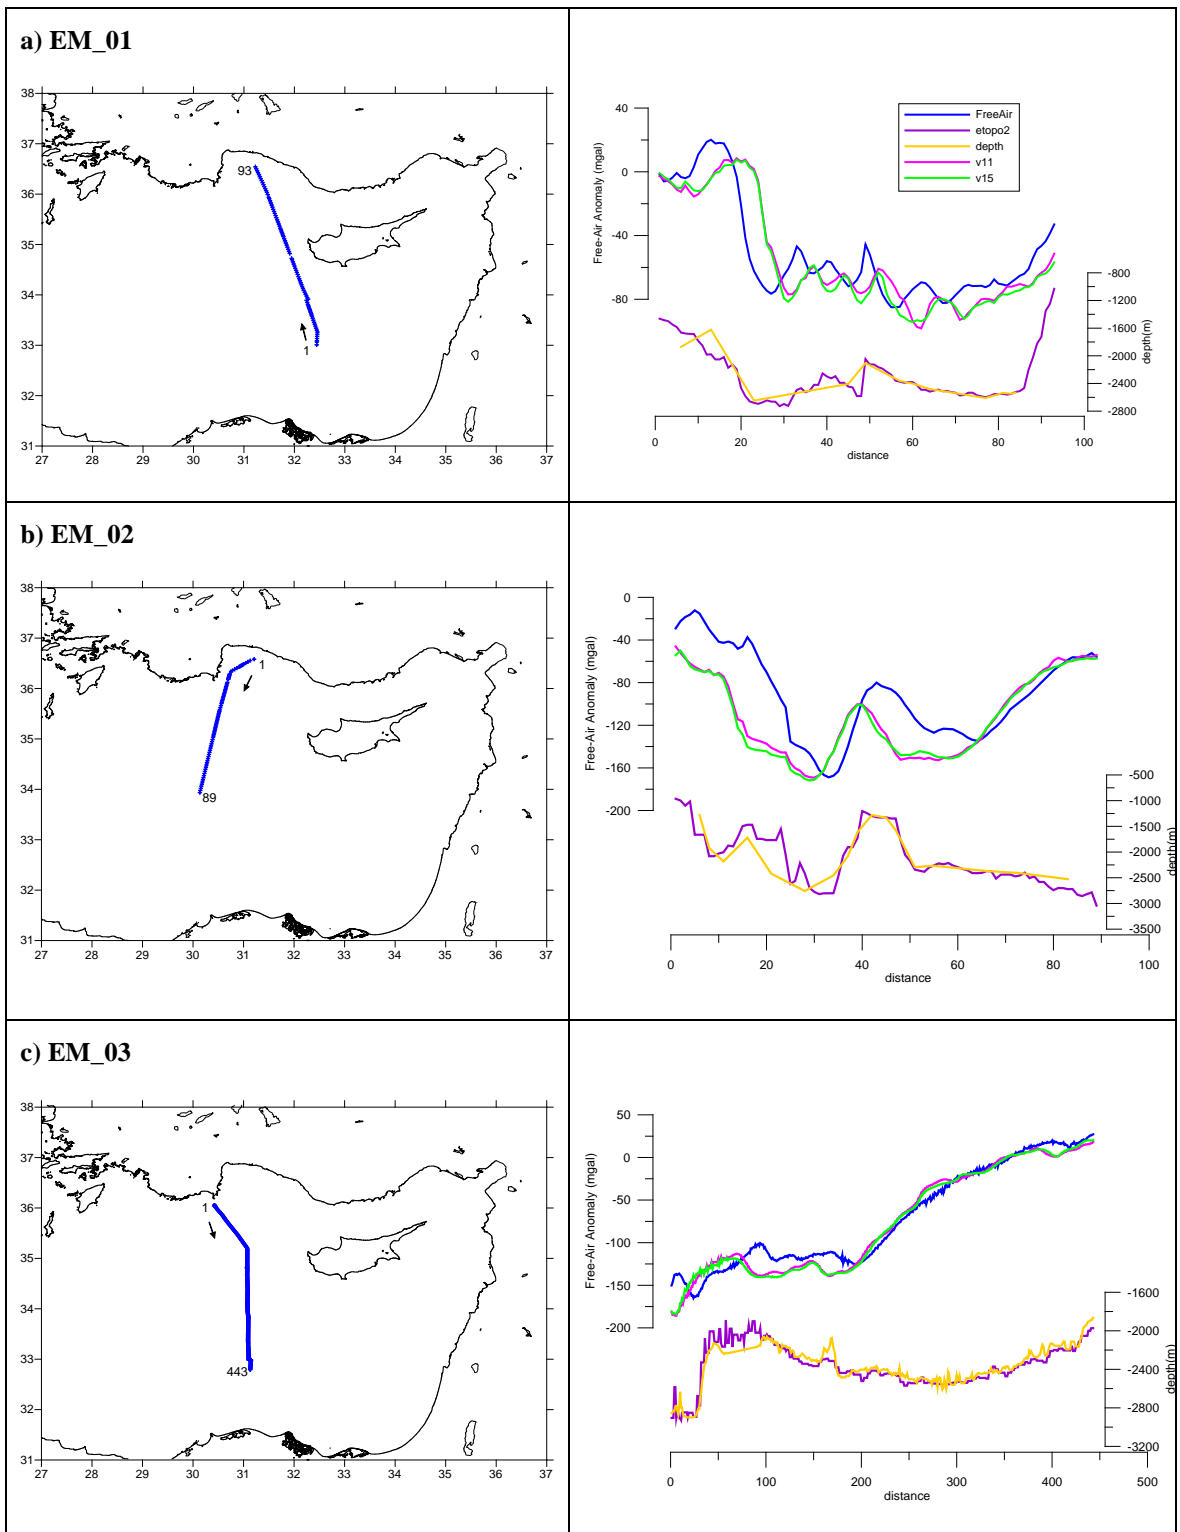 a) EM_01
38
37
36
35
34
33
32
31
27 28 29 30 31 32 33 34 35 36 37
93
1
40
0
-40
-80
Free-Air Anomaly (mgal)
FreeAir
etopo2
depth
v11
v15
-800
-1200
-1600
-2000
-2400
-2800
depth(m)
0 20 40 60 80 100
distance
b) EM_02
38
37
36
35
34
33
32
31
27 28 29 30 31 32 33 34 35 36 37
1
89
0
-40
-80
-120
-160
-200
Free-Air Anomaly (mgal)
-500
-1000
-1500
-2000
-2500
-3000
-3500
depth(m)
0 20 40 60 80 100
distance
c) EM_03
38
37
36
35
34
33
32
31
27 28 29 30 31 32 33 34 35 36 37
1
443
50
0
-50
-100
-150
-200
Free-Air Anomaly (mgal)
-1600
-2000
-2400
-2800
-3200
depth(m)
0 100 200 300 400 500
distance